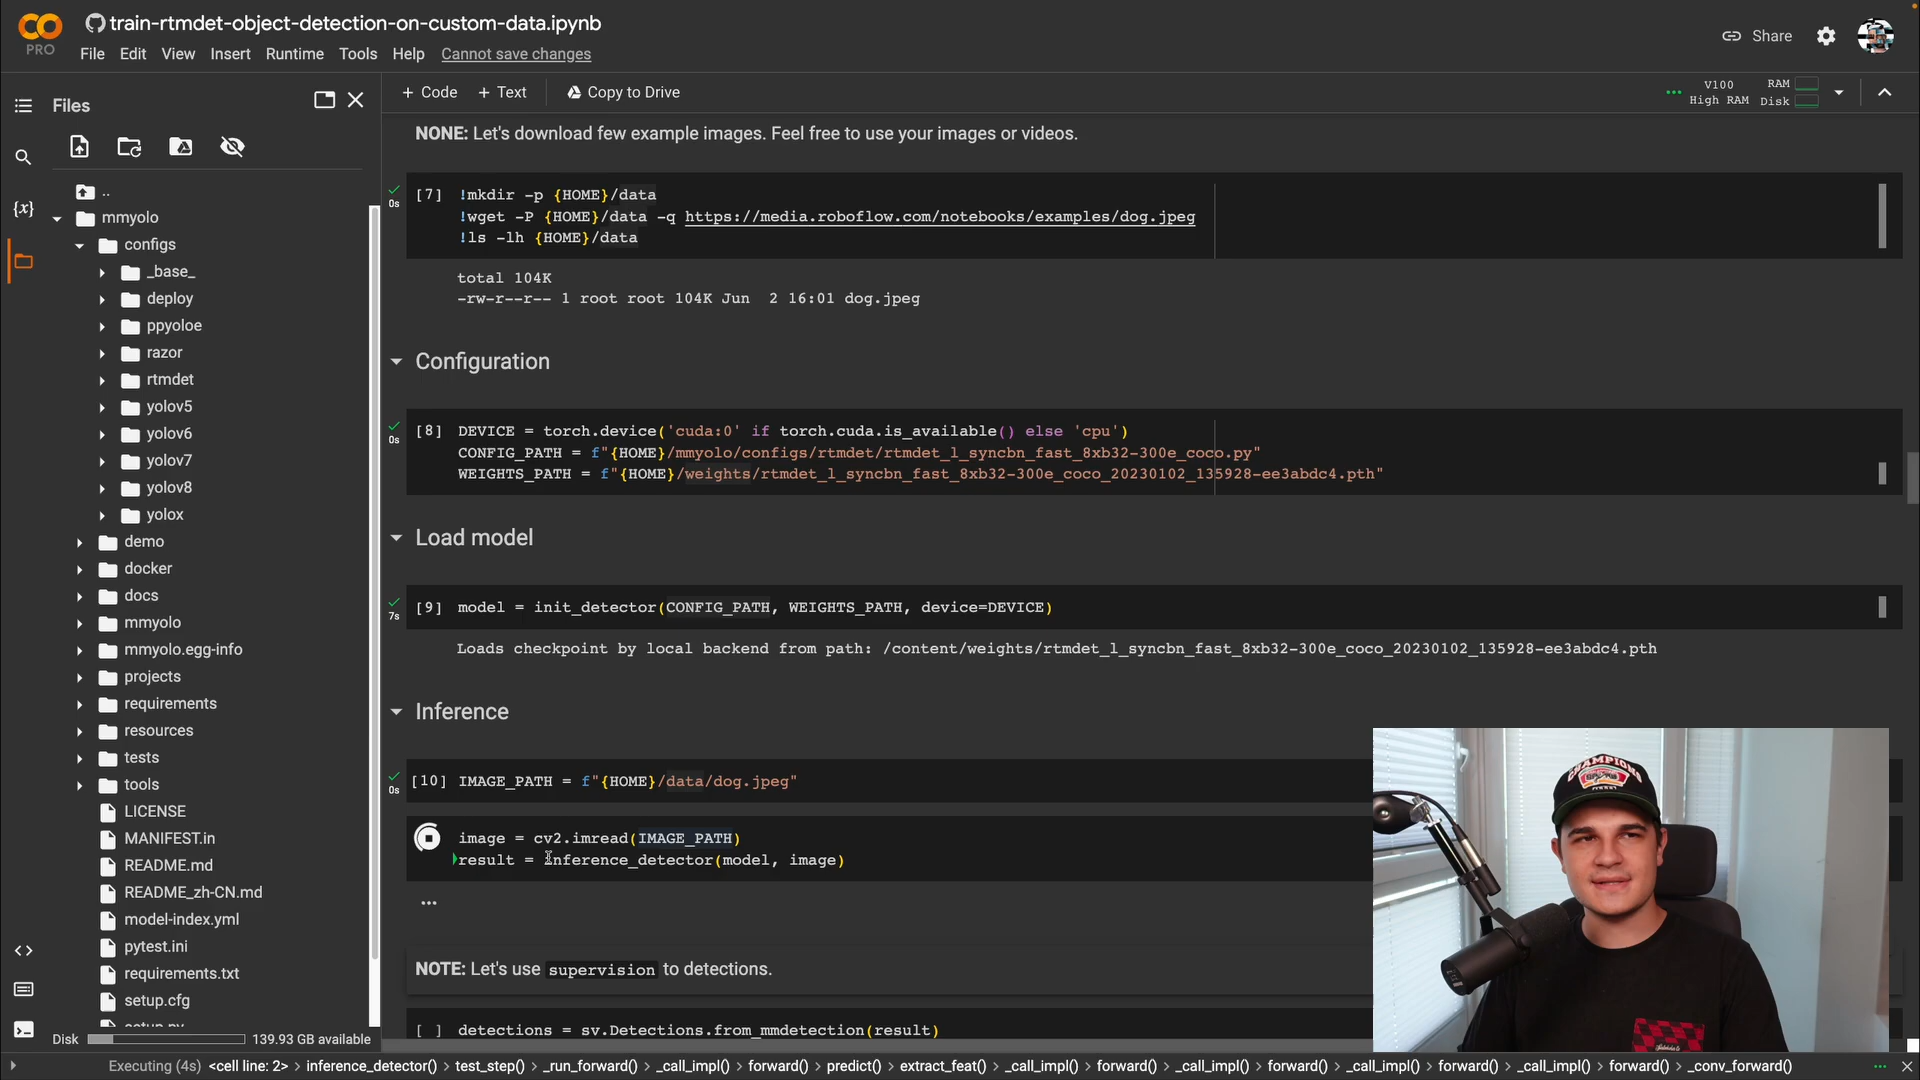 train-rtmdet-object-detection-on-custom-data.ipynb
PRO
File Edit View Insert Runtime Tools Help Cannot save changes
Share
Files
+ Code + Text Copy to Drive
V100
High RAM
RAM
Disk
..
mmyolo
configs
_base_
deploy
ppyoloe
razor
rtmdet
yolov5
yolov6
yolov7
yolov8
yolox
demo
docker
docs
mmyolo
mmyolo.egg-info
projects
requirements
resources
tests
tools
LICENSE
MANIFEST.in
README.md
README_zh-CN.md
model-index.yml
pytest.ini
requirements.txt
setup.cfg
setup.py
Disk 139.93 GB available
NONE: Let's download few example images. Feel free to use your images or videos.
0s
[7] !mkdir -p {HOME}/data
!wget -P {HOME}/data -q https://media.roboflow.com/notebooks/examples/dog.jpeg
!ls -lh {HOME}/data
total 104K
-rw-r--r-- 1 root root 104K Jun 2 16:01 dog.jpeg
Configuration
0s
[8] DEVICE = torch.device('cuda:0' if torch.cuda.is_available() else 'cpu')
CONFIG_PATH = f"{HOME}/mmyolo/configs/rtmdet/rtmdet_l_syncbn_fast_8xb32-300e_coco.py"
WEIGHTS_PATH = f"{HOME}/weights/rtmdet_l_syncbn_fast_8xb32-300e_coco_20230102_135928-ee3abdc4.pth"
Load model
7s
[9] model = init_detector(CONFIG_PATH, WEIGHTS_PATH, device=DEVICE)
Loads checkpoint by local backend from path: /content/weights/rtmdet_l_syncbn_fast_8xb32-300e_coco_20230102_135928-ee3abdc4.pth
Inference
0s
[10] IMAGE_PATH = f"{HOME}/data/dog.jpeg"
image = cv2.imread(IMAGE_PATH)
result = inference_detector(model, image)
...
NOTE: Let's use supervision to detections.
[ ] detections = sv.Detections.from_mmdetection(result)
CHAMPIONS
Executing (4s) <cell line: 2> > inference_detector() > test_step() > _run_forward() > _call_impl() > forward() > predict() > extract_feat() > _call_impl() > forward() > _call_impl() > forward() > _call_impl() > forward() > _call_impl() > forward() > _conv_forward()